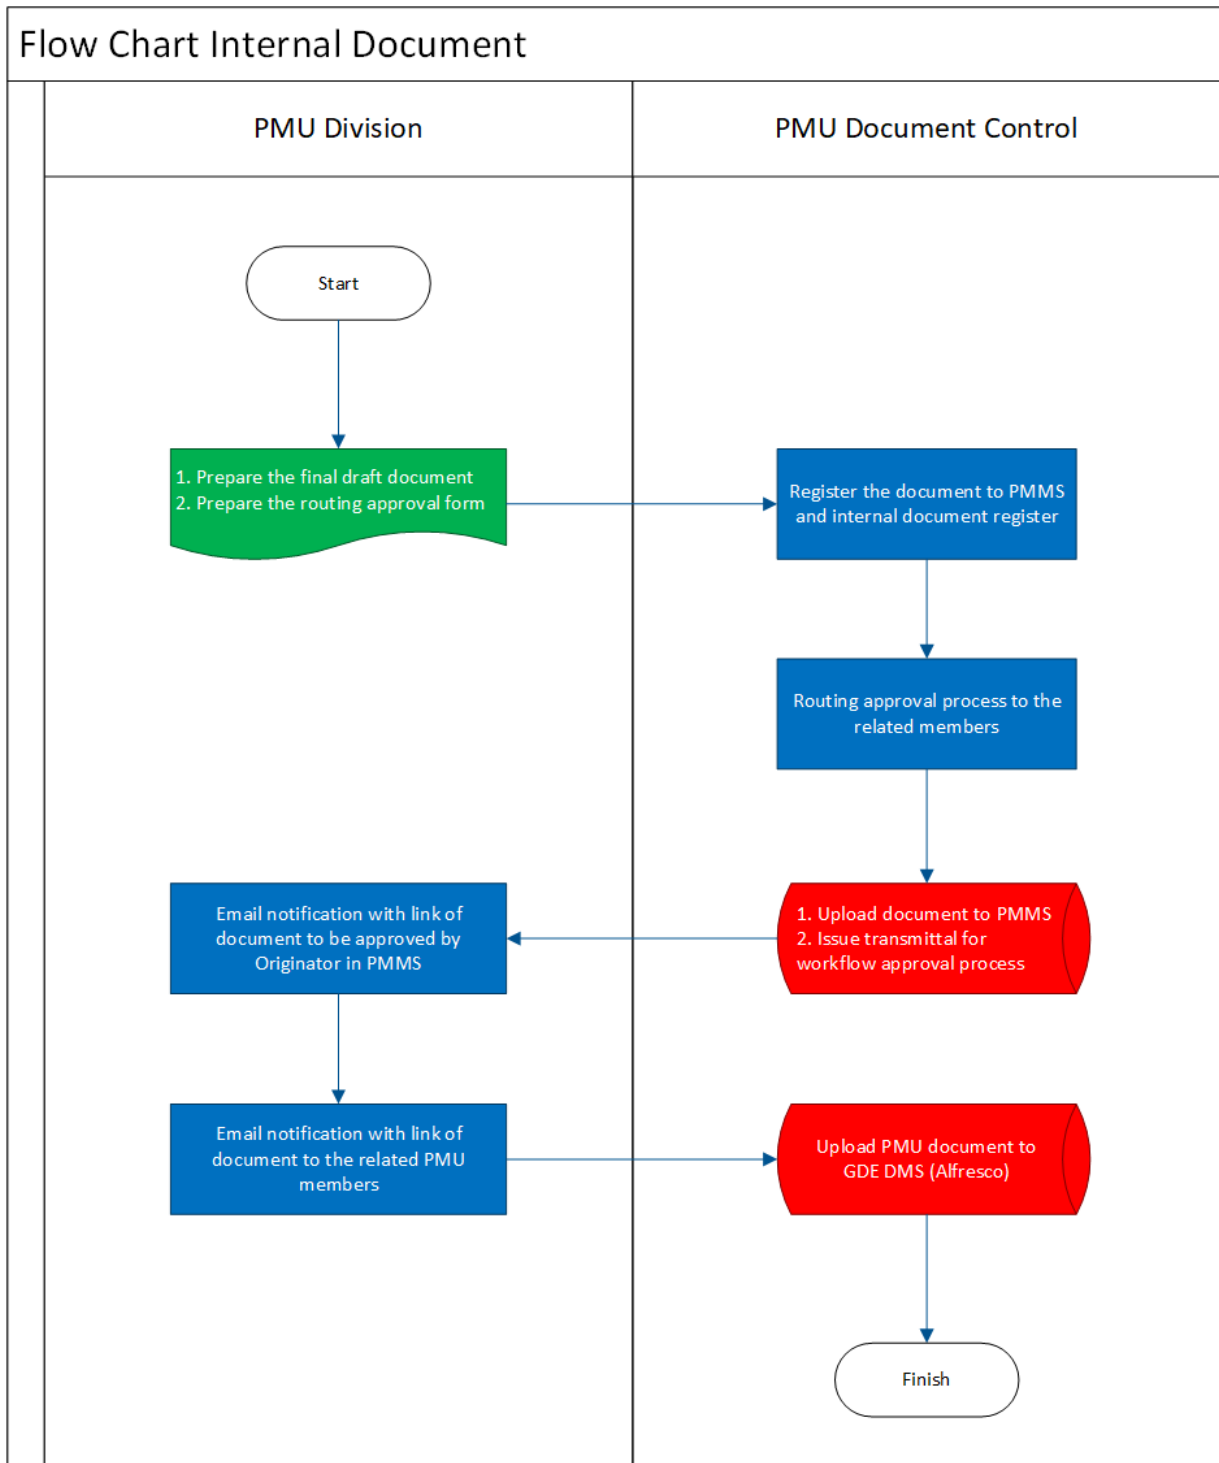 Flow Chart Internal Document
PMU Division
PMU Document Control
Start
1. Prepare the final draft document
2. Prepare the routing approval form
Register the document to PMMS
and internal document register
Routing approval process to the
related members
1. Upload document to PMMS
2. Issue transmittal for
workflow approval process
Email notification with link of
document to be approved by
Originator in PMMS
Email notification with link of
document to the related PMU
members
Upload PMU document to
GDE DMS (Alfresco)
Finish